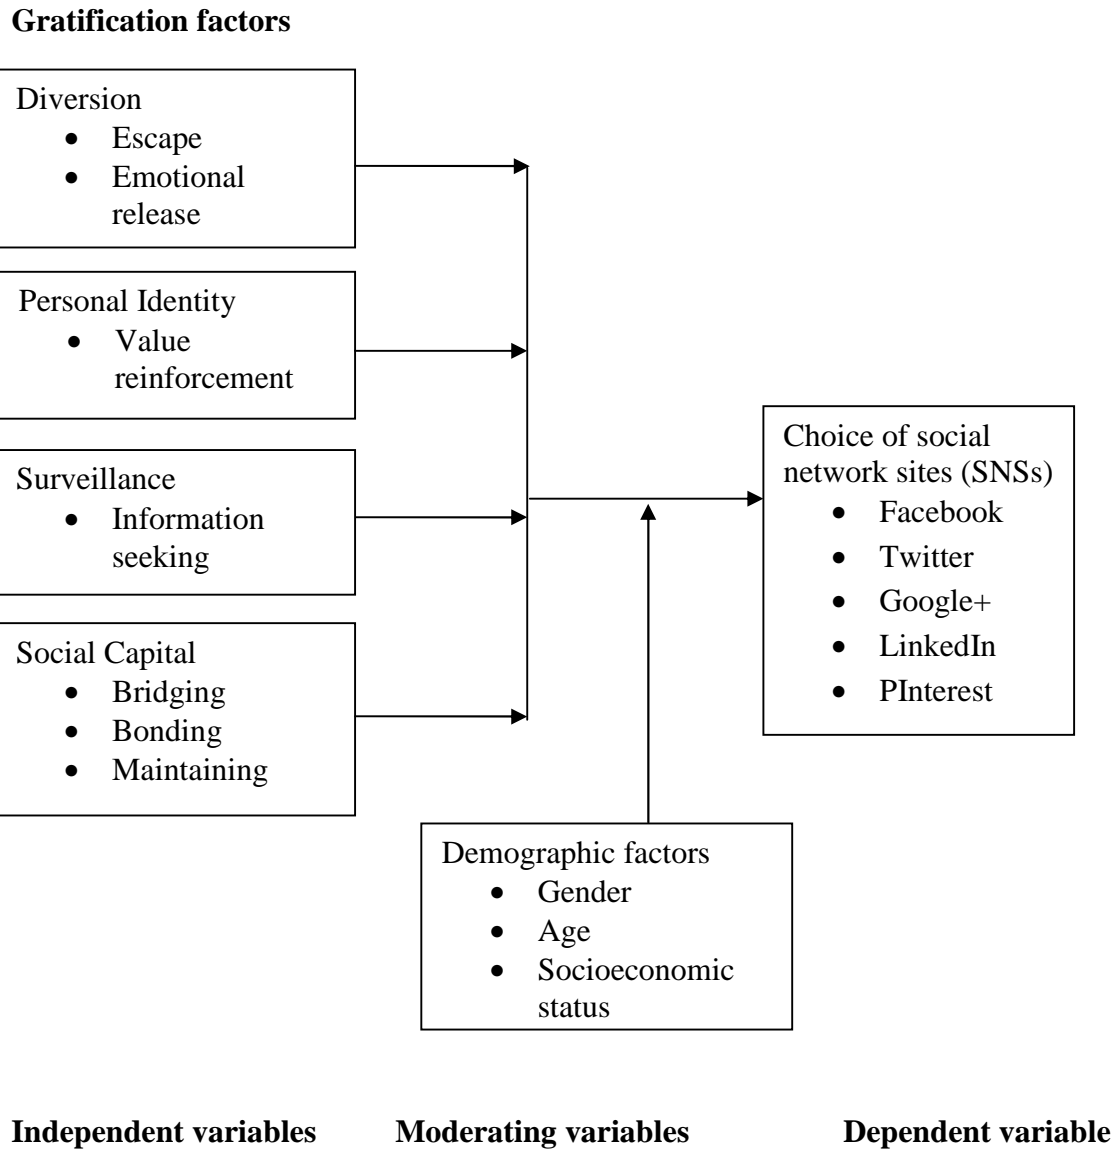 Gratification factors
Diversion
• Escape
• Emotional
release
Personal Identity
• Value
reinforcement
Surveillance
• Information
seeking
Social Capital
• Bridging
• Bonding
• Maintaining
Choice of social
network sites (SNSs)
• Facebook
• Twitter
• Google+
• LinkedIn
• PInterest
Demographic factors
• Gender
• Age
• Socioeconomic
status
Independent variables
Moderating variables
Dependent variable